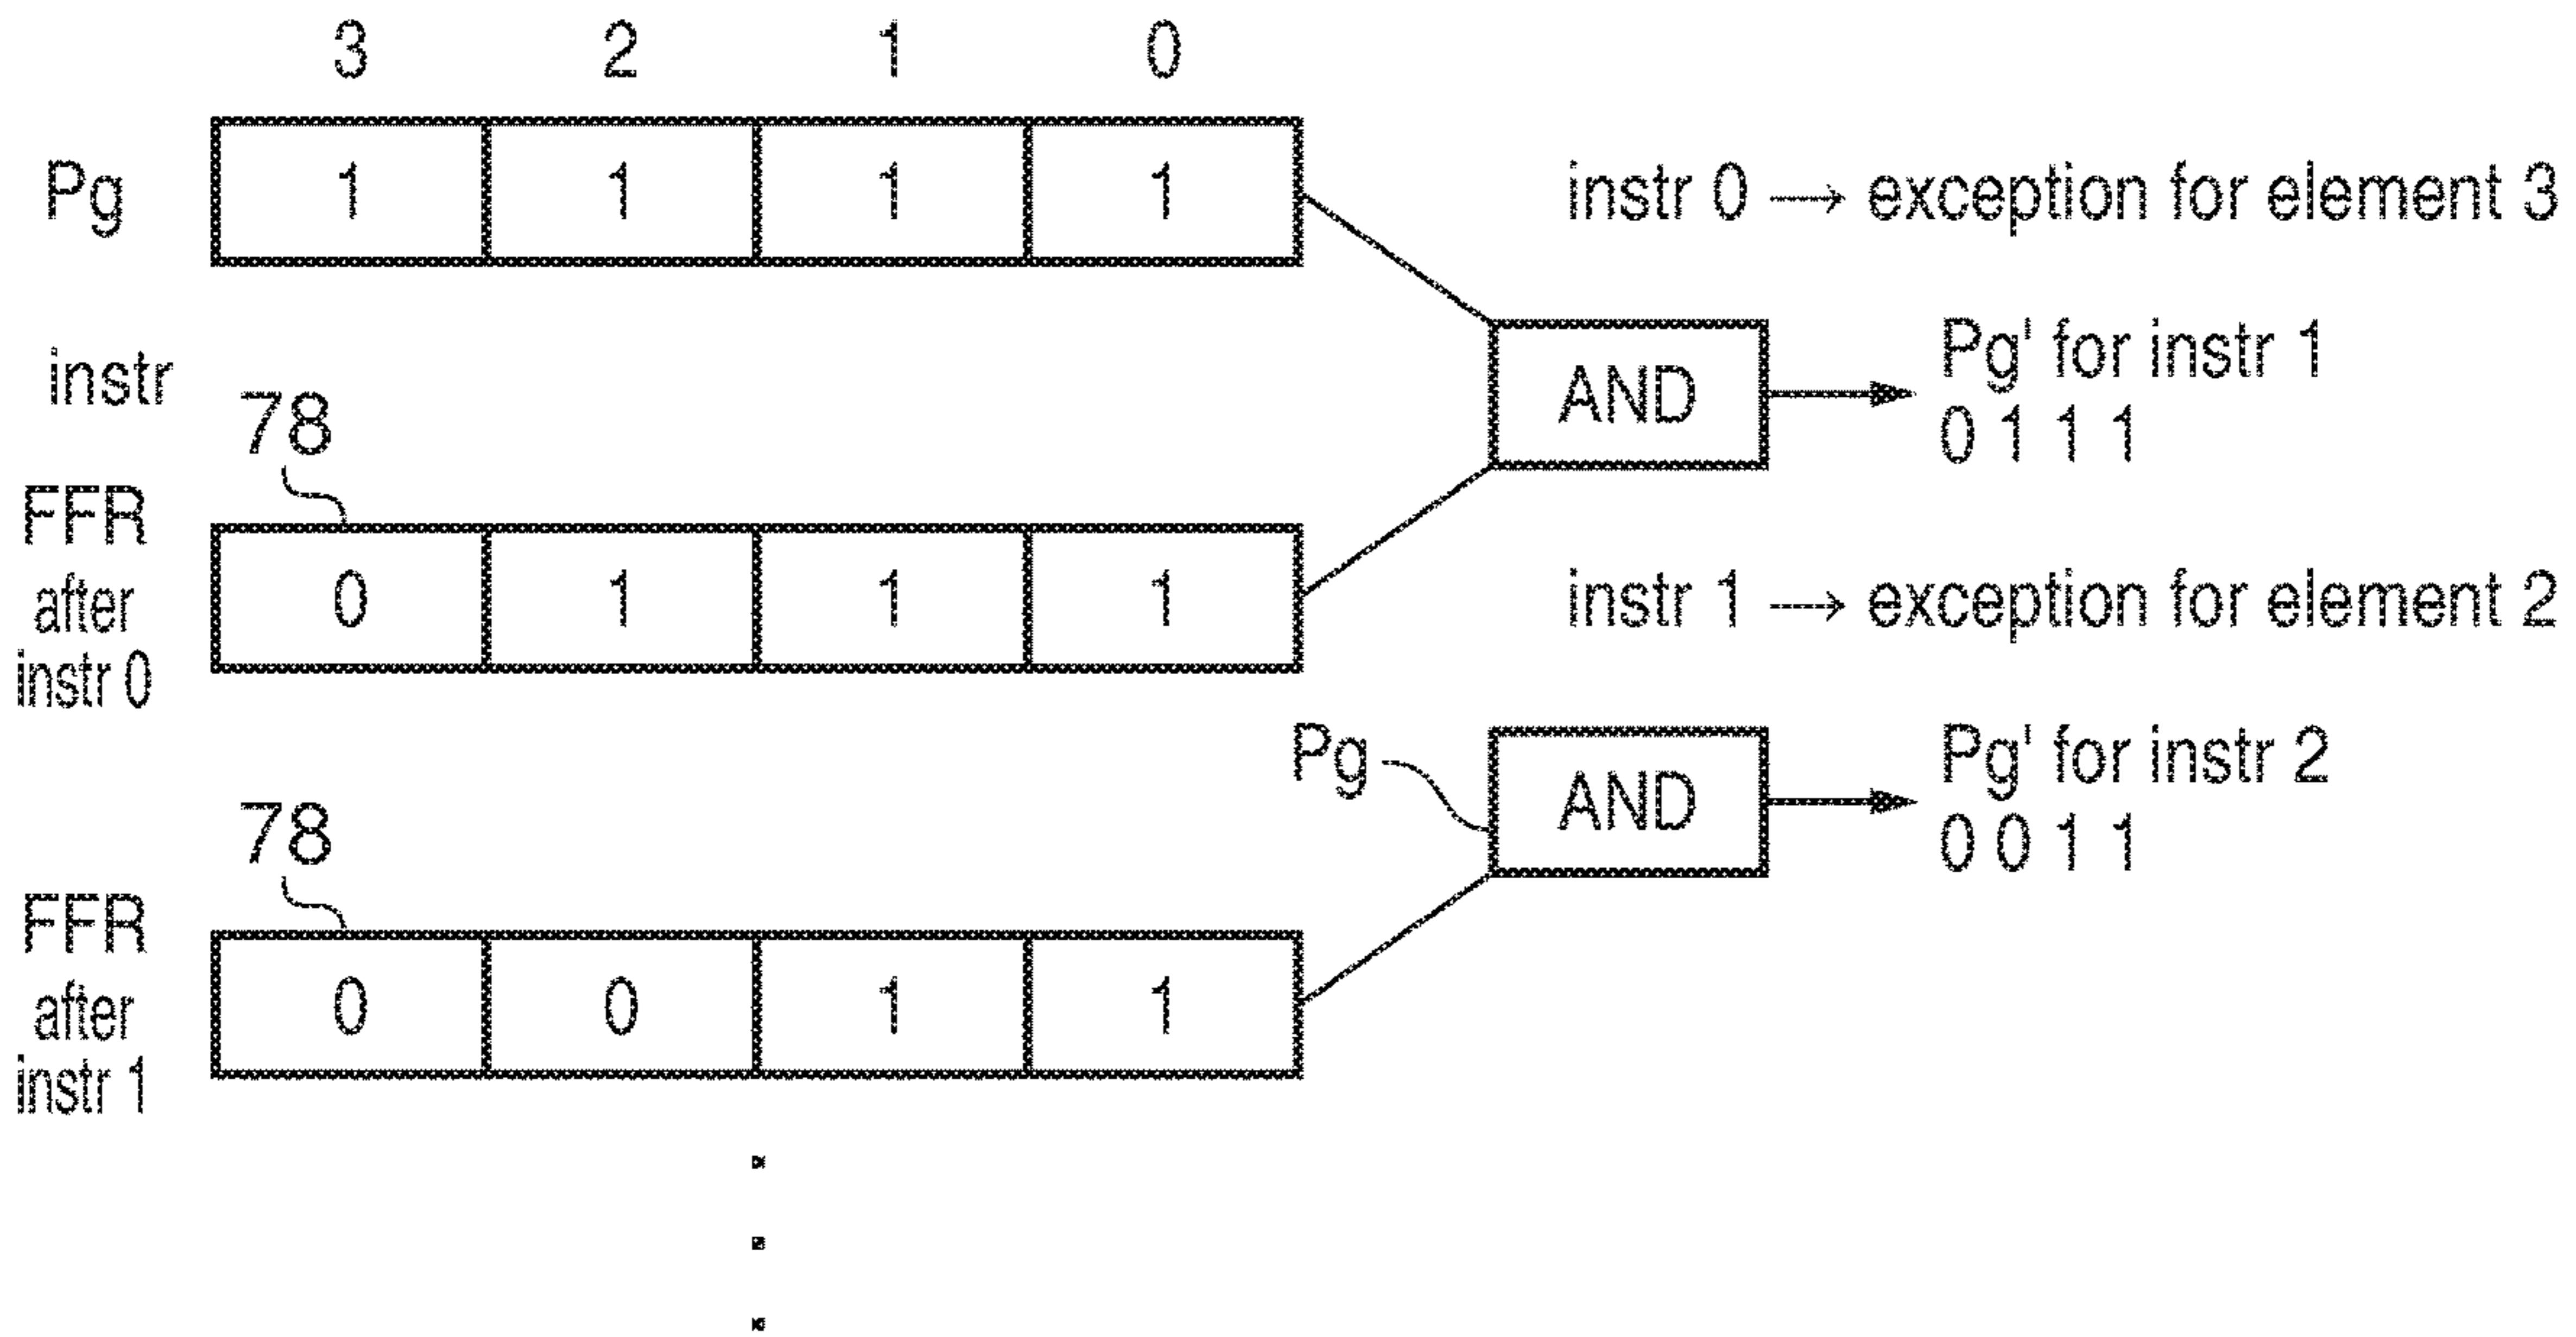 3 2 1 0
Pg 1 1 1 1 instr 0 → exception for element 3
instr
AND
Pg' for instr 1
0 1 1 1
78
FFR
after
instr 0
0 1 1 1
instr 1 → exception for element 2
Pg
AND
Pg' for instr 2
0 0 1 1
78
FFR
after
instr 1
0 0 1 1